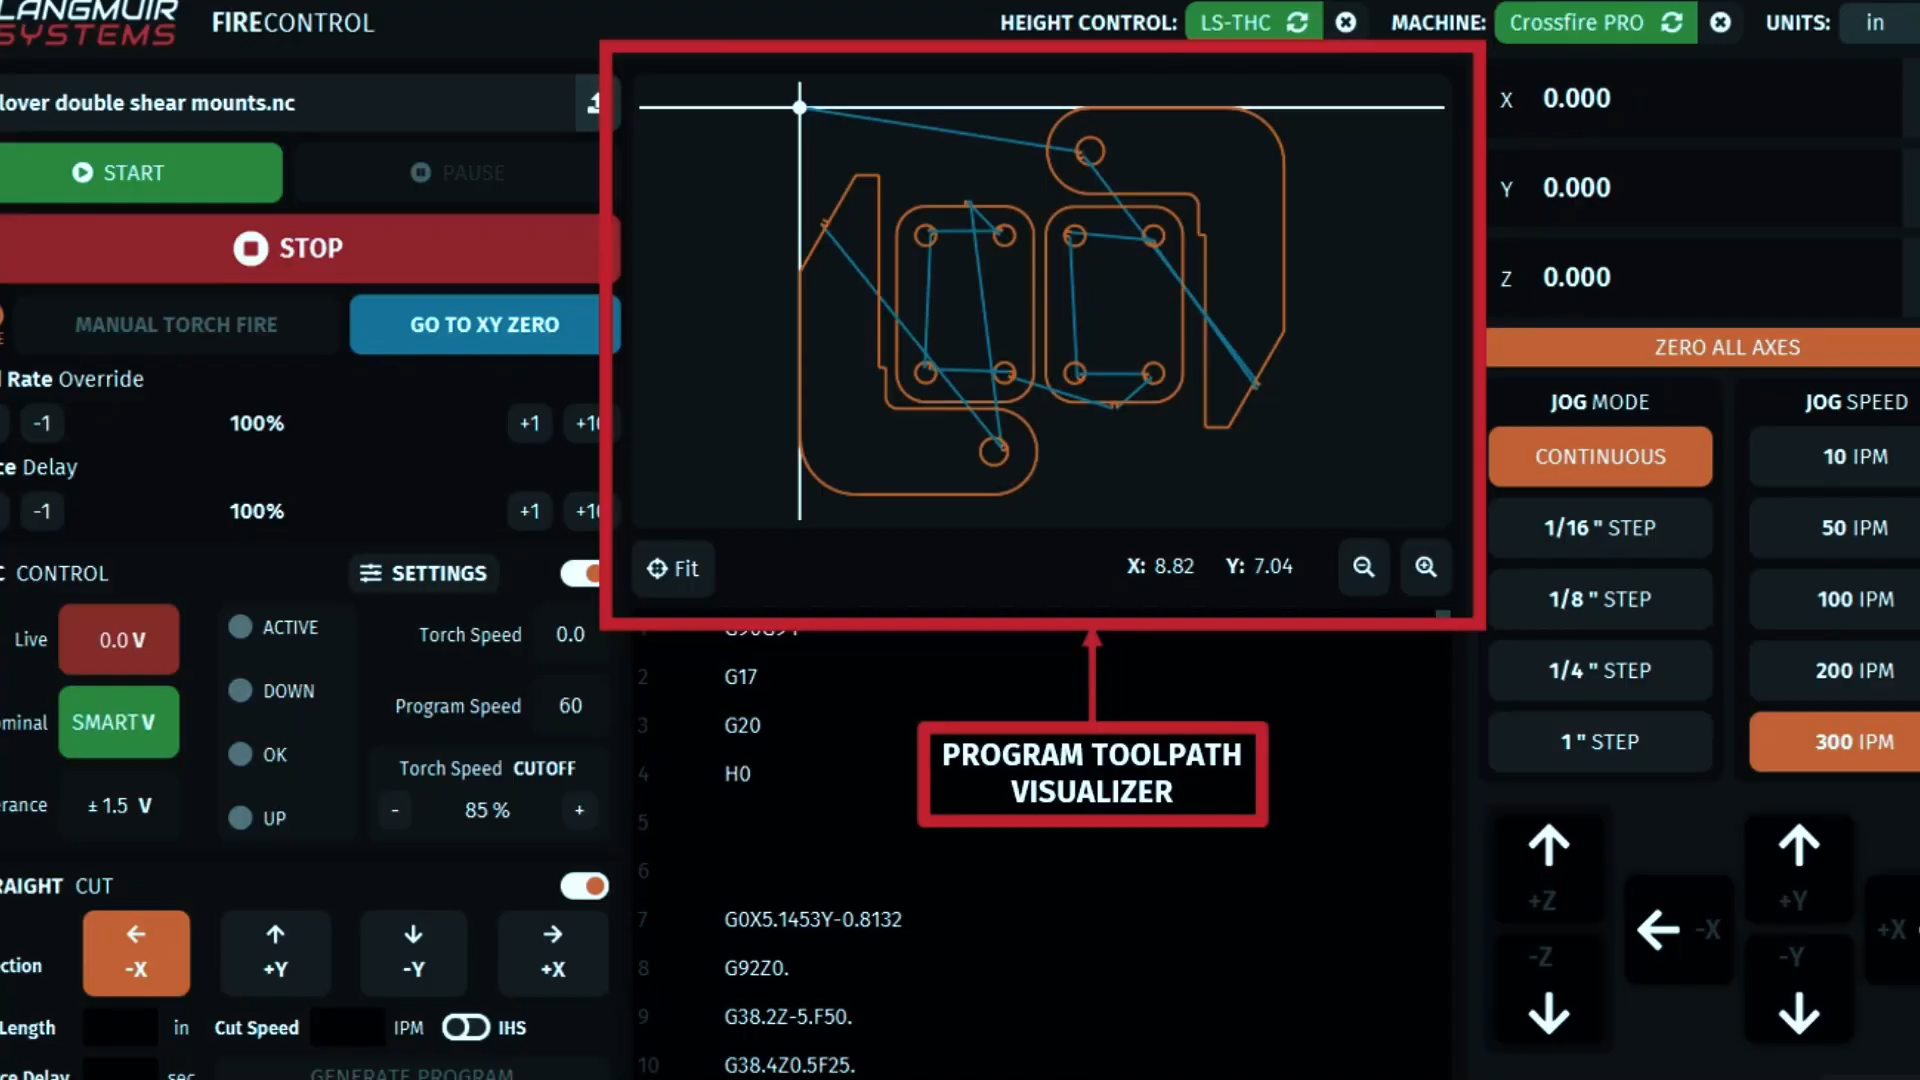 LANGMUIR
SYSTEMS
FIRECONTROL
HEIGHT CONTROL: LS-THC
MACHINE: Crossfire PRO
UNITS: in
lover double shear mounts.nc
START
PAUSE
STOP
MANUAL TORCH FIRE
GO TO XY ZERO
Rate Override
-1 100% +1
Delay
-1 100% +1
CONTROL
SETTINGS
Live 0.0 V
SMART V
± 1.5 V
ACTIVE
DOWN
OK
UP
Torch Speed 0.0
Program Speed 60
Torch Speed CUTOFF
- 85 % +
CUT
← -X
↑ +Y
↓ -Y
→ +X
Length in Cut Speed IPM IHS
Delay sec
GENERATE PROGRAM
Fit
X: 8.82 Y: 7.04
PROGRAM TOOLPATH
VISUALIZER
2 G17
3 G20
4 H0
5
6
7 G0X5.1453Y-0.8132
8 G92Z0.
9 G38.2Z-5.F50.
10 G38.4Z0.5F25.
X 0.000
Y 0.000
Z 0.000
ZERO ALL AXES
JOG MODE
CONTINUOUS
1/16 " STEP
1/8 " STEP
1/4 " STEP
1 " STEP
JOG SPEED
10 IPM
50 IPM
100 IPM
200 IPM
300 IPM
+Z
-Z
-X
+Y
-Y
+X